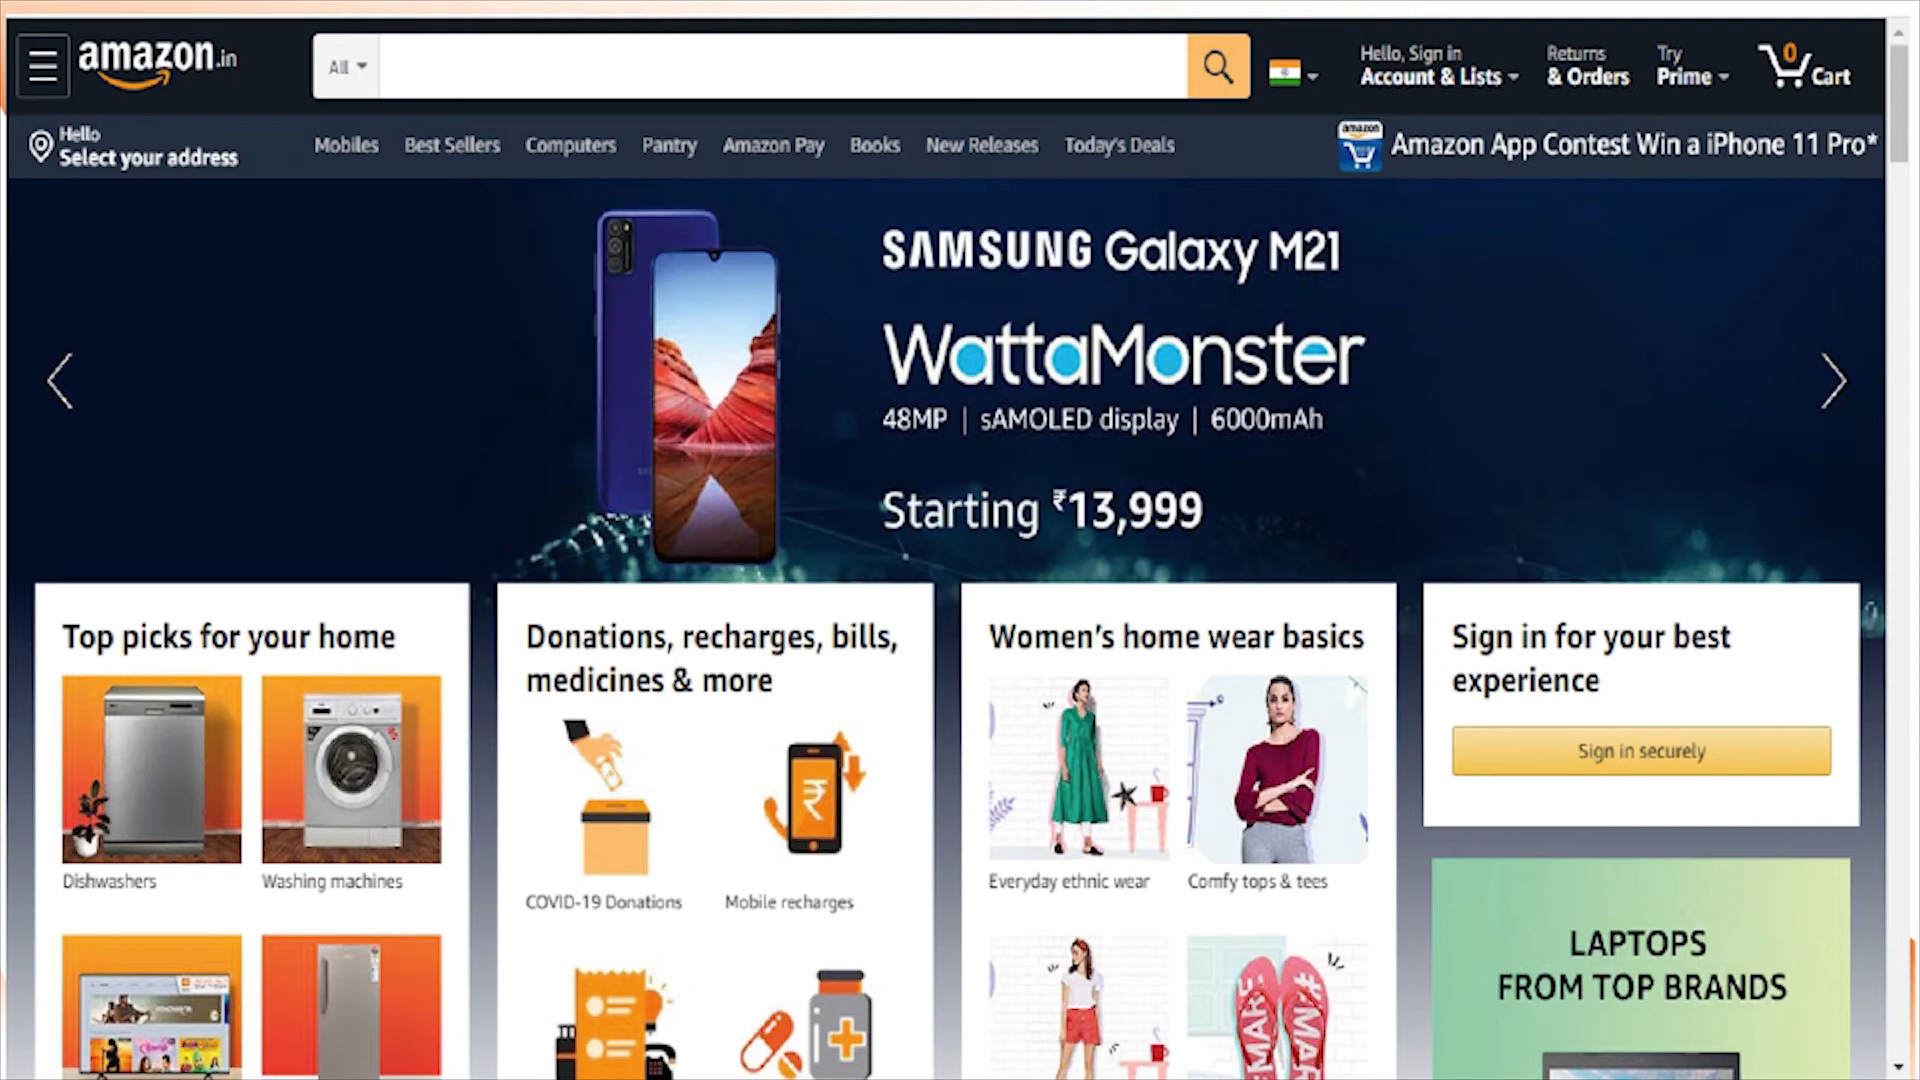 amazon.in
All
Hello, Sign in
Account & Lists
Returns
& Orders
Try
Prime
0
Cart
Hello
Select your address
Mobiles
Best Sellers
Computers
Pantry
Amazon Pay
Books
New Releases
Today's Deals
amazon
Amazon App Contest Win a iPhone 11 Pro*
SAMSUNG Galaxy M21
WattaMonster
48MP | sAMOLED display | 6000mAh
Starting ₹13,999
Top picks for your home
Dishwashers
Washing machines
Donations, recharges, bills,
medicines & more
₹
COVID-19 Donations
Mobile recharges
Women's home wear basics
Everyday ethnic wear
Comfy tops & tees
#MAR
Sign in for your best
experience
Sign in securely
LAPTOPS
FROM TOP BRANDS